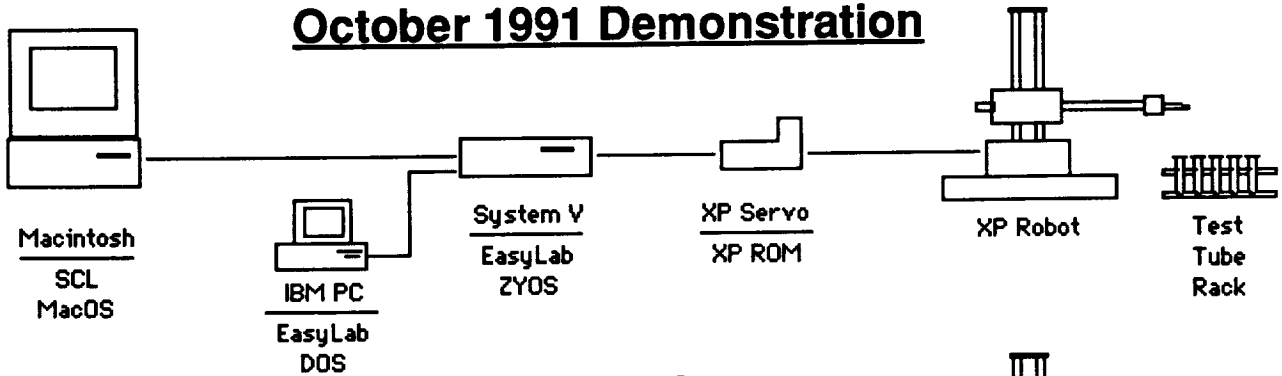 October 1991 Demonstration
Macintosh
SCL
MacOS
IBM PC
EasyLab
DOS
System V
EasyLab
ZYOS
XP Servo
XP ROM
XP Robot
Test
Tube
Rack